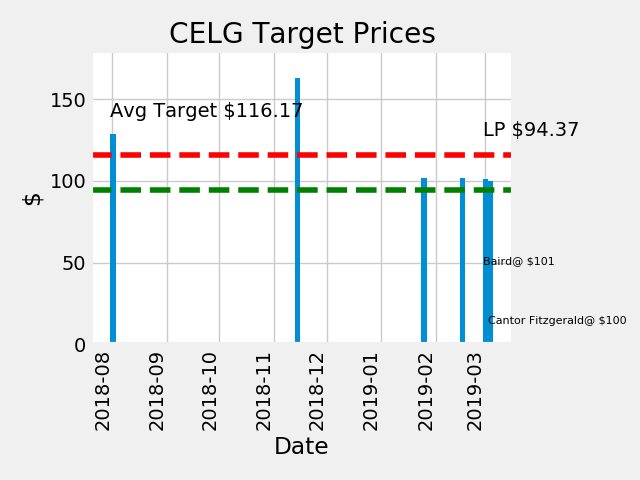 CELG Target Prices
$
150
100
50
0
Avg Target $116.17
LP $94.37
Baird@ $101
Cantor Fitzgerald@ $100
2018-08
2018-09
2018-10
2018-11
2018-12
2019-01
2019-02
2019-03
Date